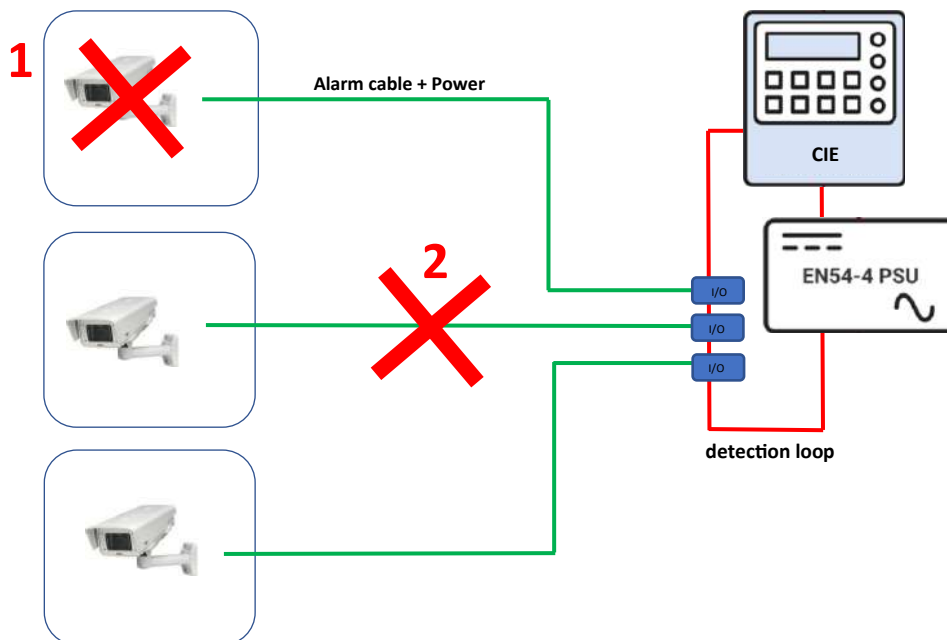 1
Alarm cable + Power
CIE
2
EN54-4 PSU
I/O
I/O
I/O
detection loop